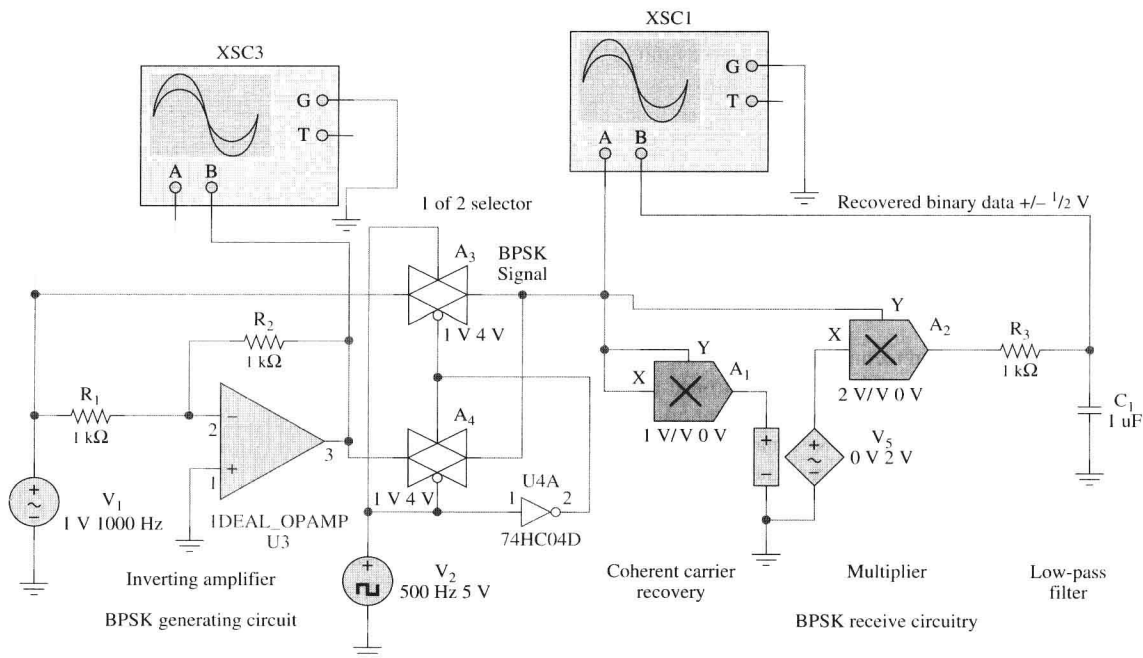 XSC1
XSC3
G
T
A
B
G
T
A
B
1 of 2 selector
Recovered binary data +/– 1/2 V
A3
BPSK
Signal
1 V 4 V
R2
1 kΩ
Y
X
A2
2 V/V 0 V
R3
1 kΩ
Y
X
A1
1 V/V 0 V
R1
1 kΩ
A4
1 V 4 V
C1
1 uF
2
3
1
V5
0 V 2 V
U4A
1
2
74HC04D
V1
1 V 1000 Hz
IDEAL_OPAMP
U3
V2
500 Hz 5 V
Inverting amplifier
BPSK generating circuit
Coherent carrier
recovery
Multiplier
Low-pass
filter
BPSK receive circuitry